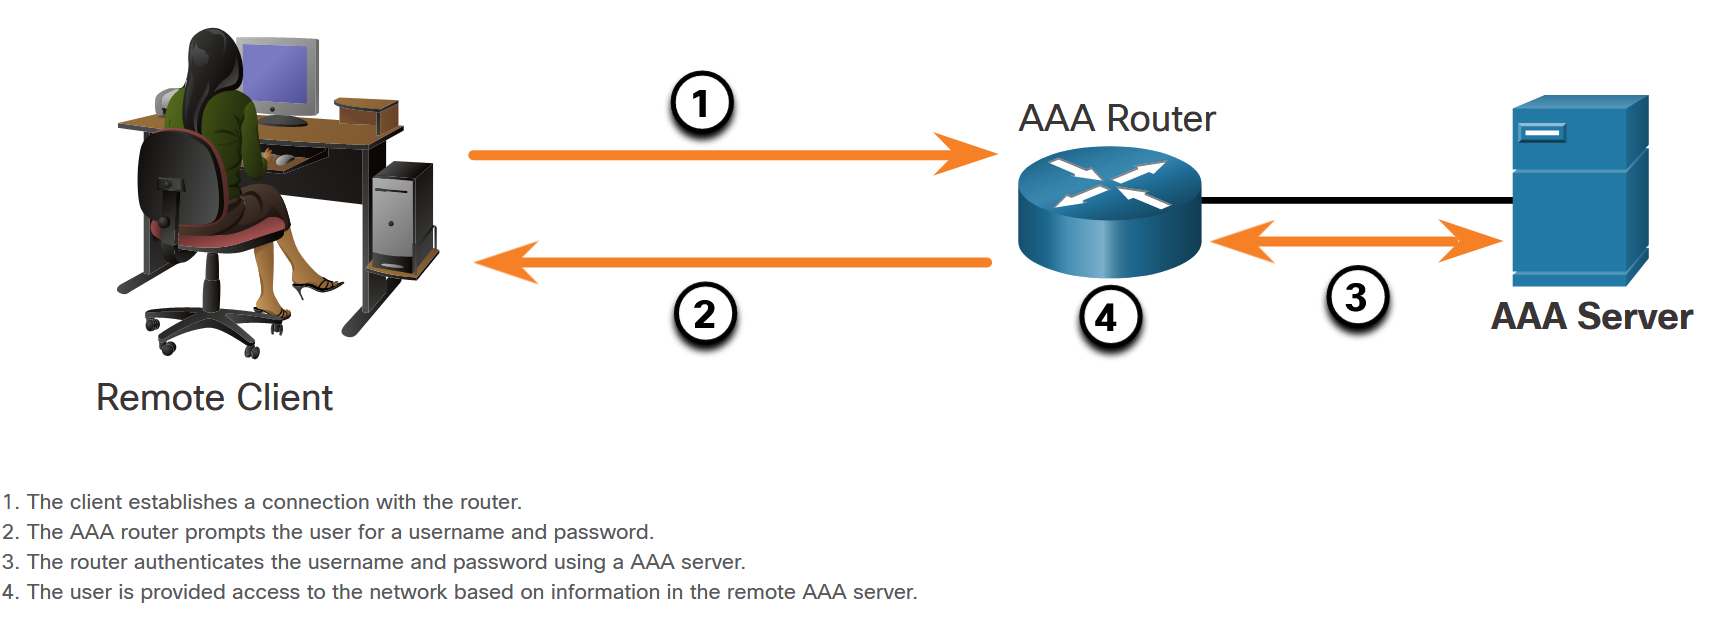 1
AAA Router
2
4
3
AAA Server
Remote Client
1. The client establishes a connection with the router.
2. The AAA router prompts the user for a username and password.
3. The router authenticates the username and password using a AAA server.
4. The user is provided access to the network based on information in the remote AAA server.